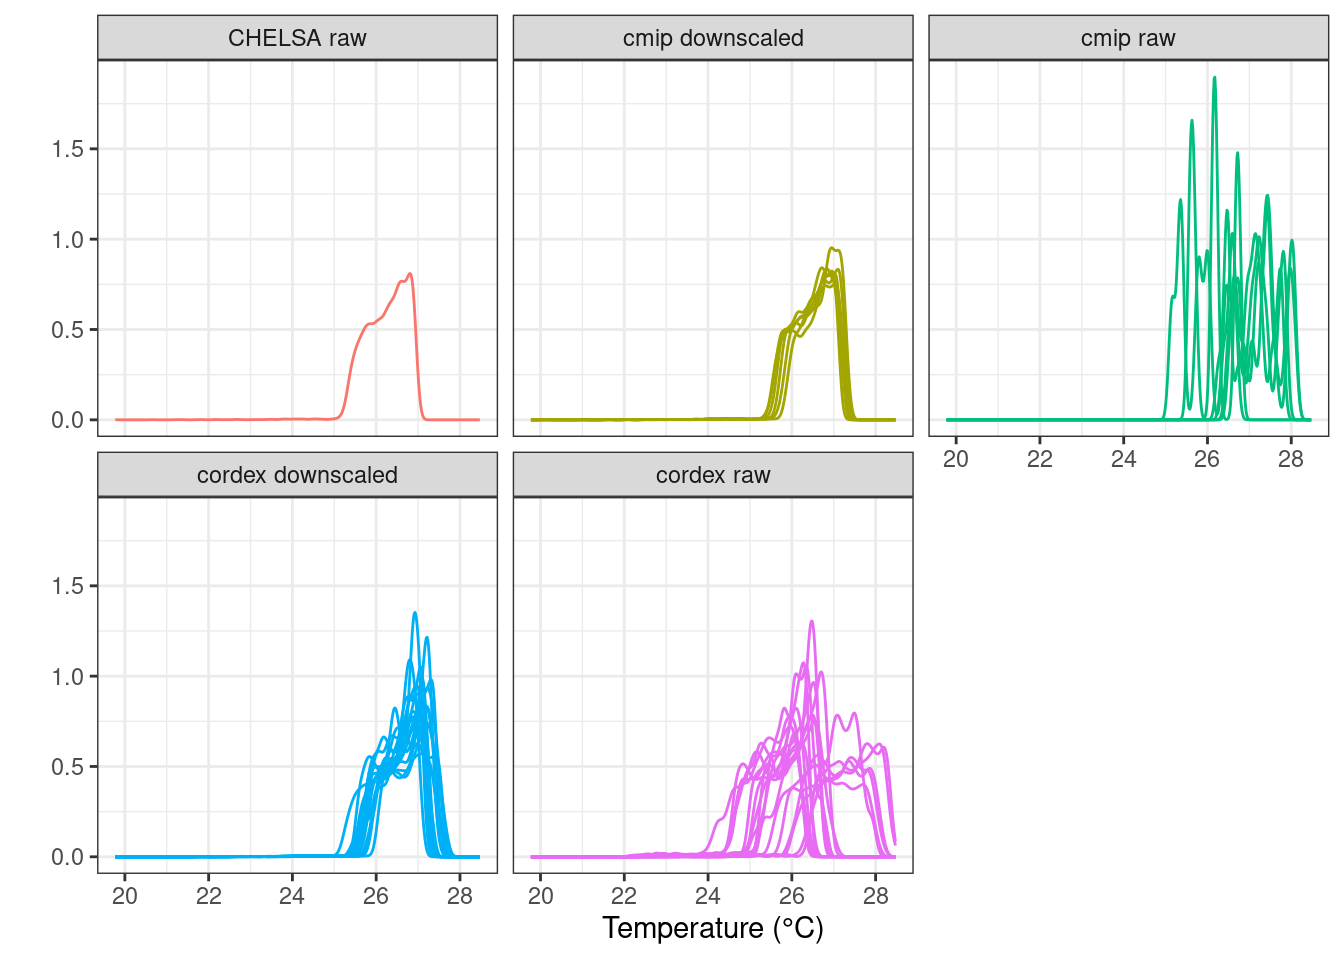 CHELSA raw
cmip downscaled
cmip raw
1.5
1.0
0.5
0.0
20 22 24 26 28
cordex downscaled
cordex raw
1.5
1.0
0.5
0.0
20 22 24 26 28
20 22 24 26 28
Temperature (°C)